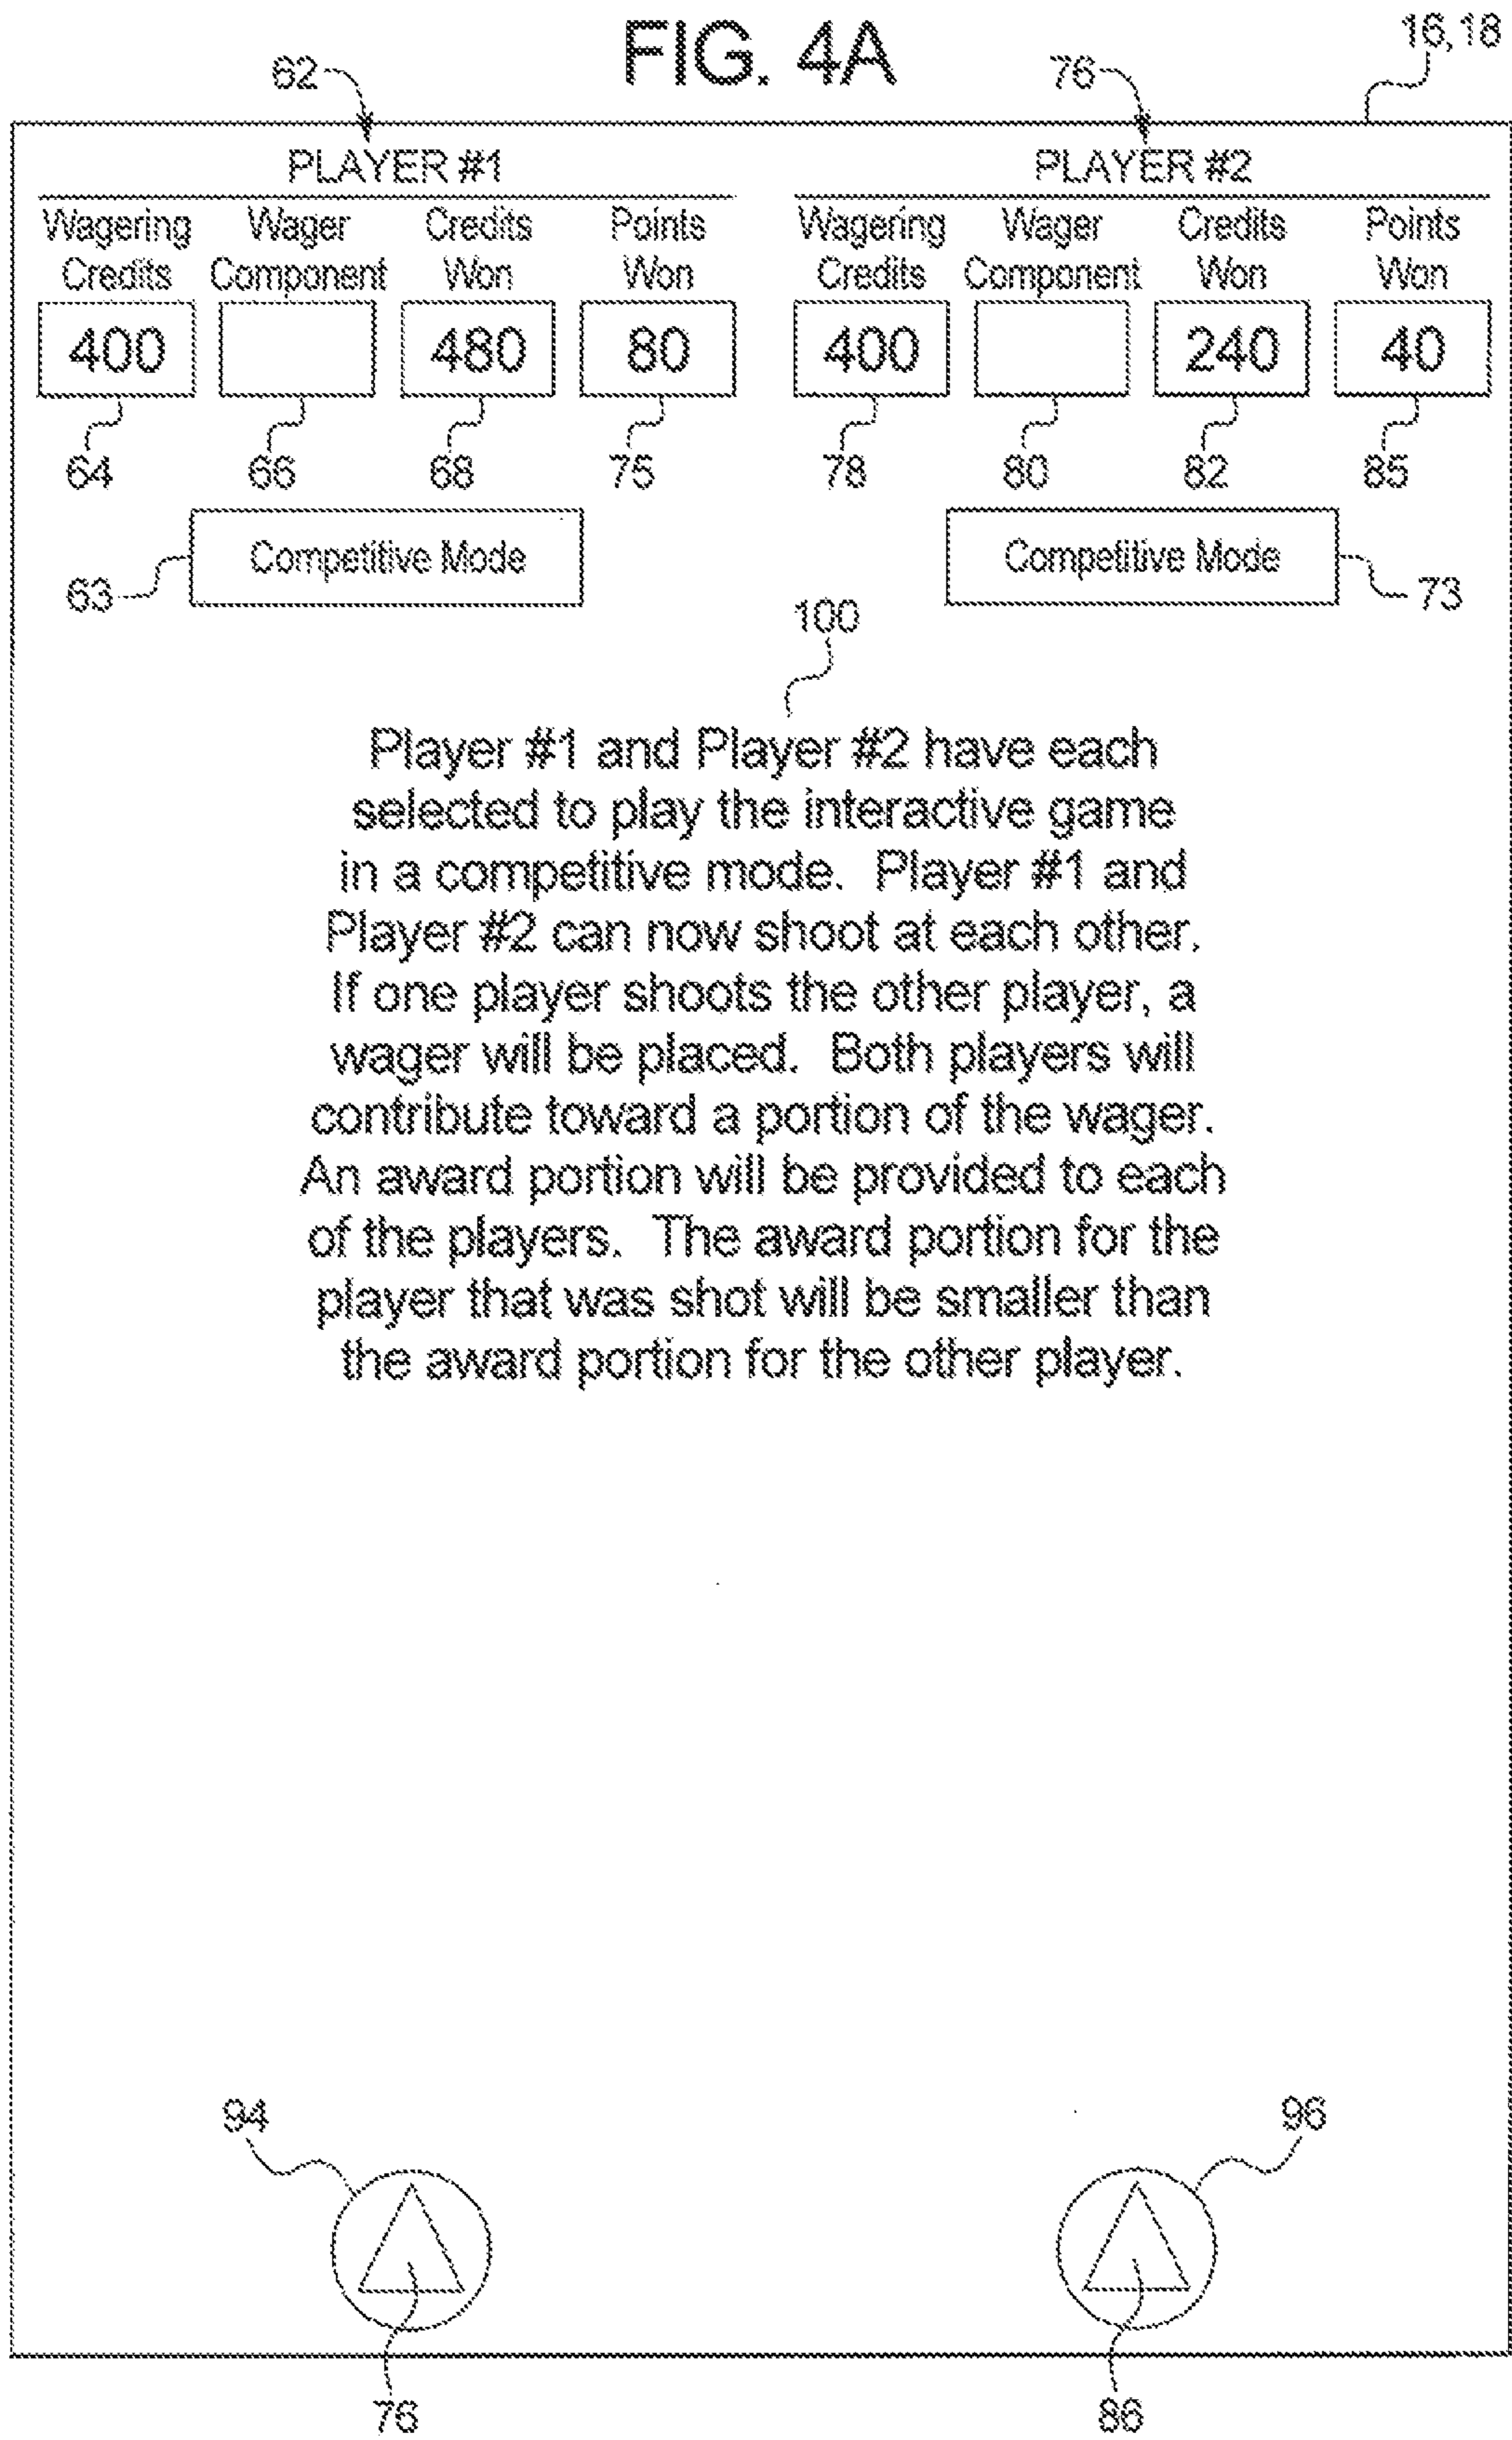 FIG. 4A
62
76
16,18
PLAYER #1
PLAYER #2
Wagering Credits
Wager Component
Credits Won
Points Won
Wagering Credits
Wager Component
Credits Won
Points Won
400
480
80
400
240
40
64
66
68
75
78
80
82
85
Competitive Mode
Competitive Mode
63
73
100
Player #1 and Player #2 have each
selected to play the interactive game
in a competitive mode. Player #1 and
Player #2 can now shoot at each other.
If one player shoots the other player, a
wager will be placed. Both players will
contribute toward a portion of the wager.
An award portion will be provided to each
of the players. The award portion for the
player that was shot will be smaller than
the award portion for the other player.
94
96
76
86